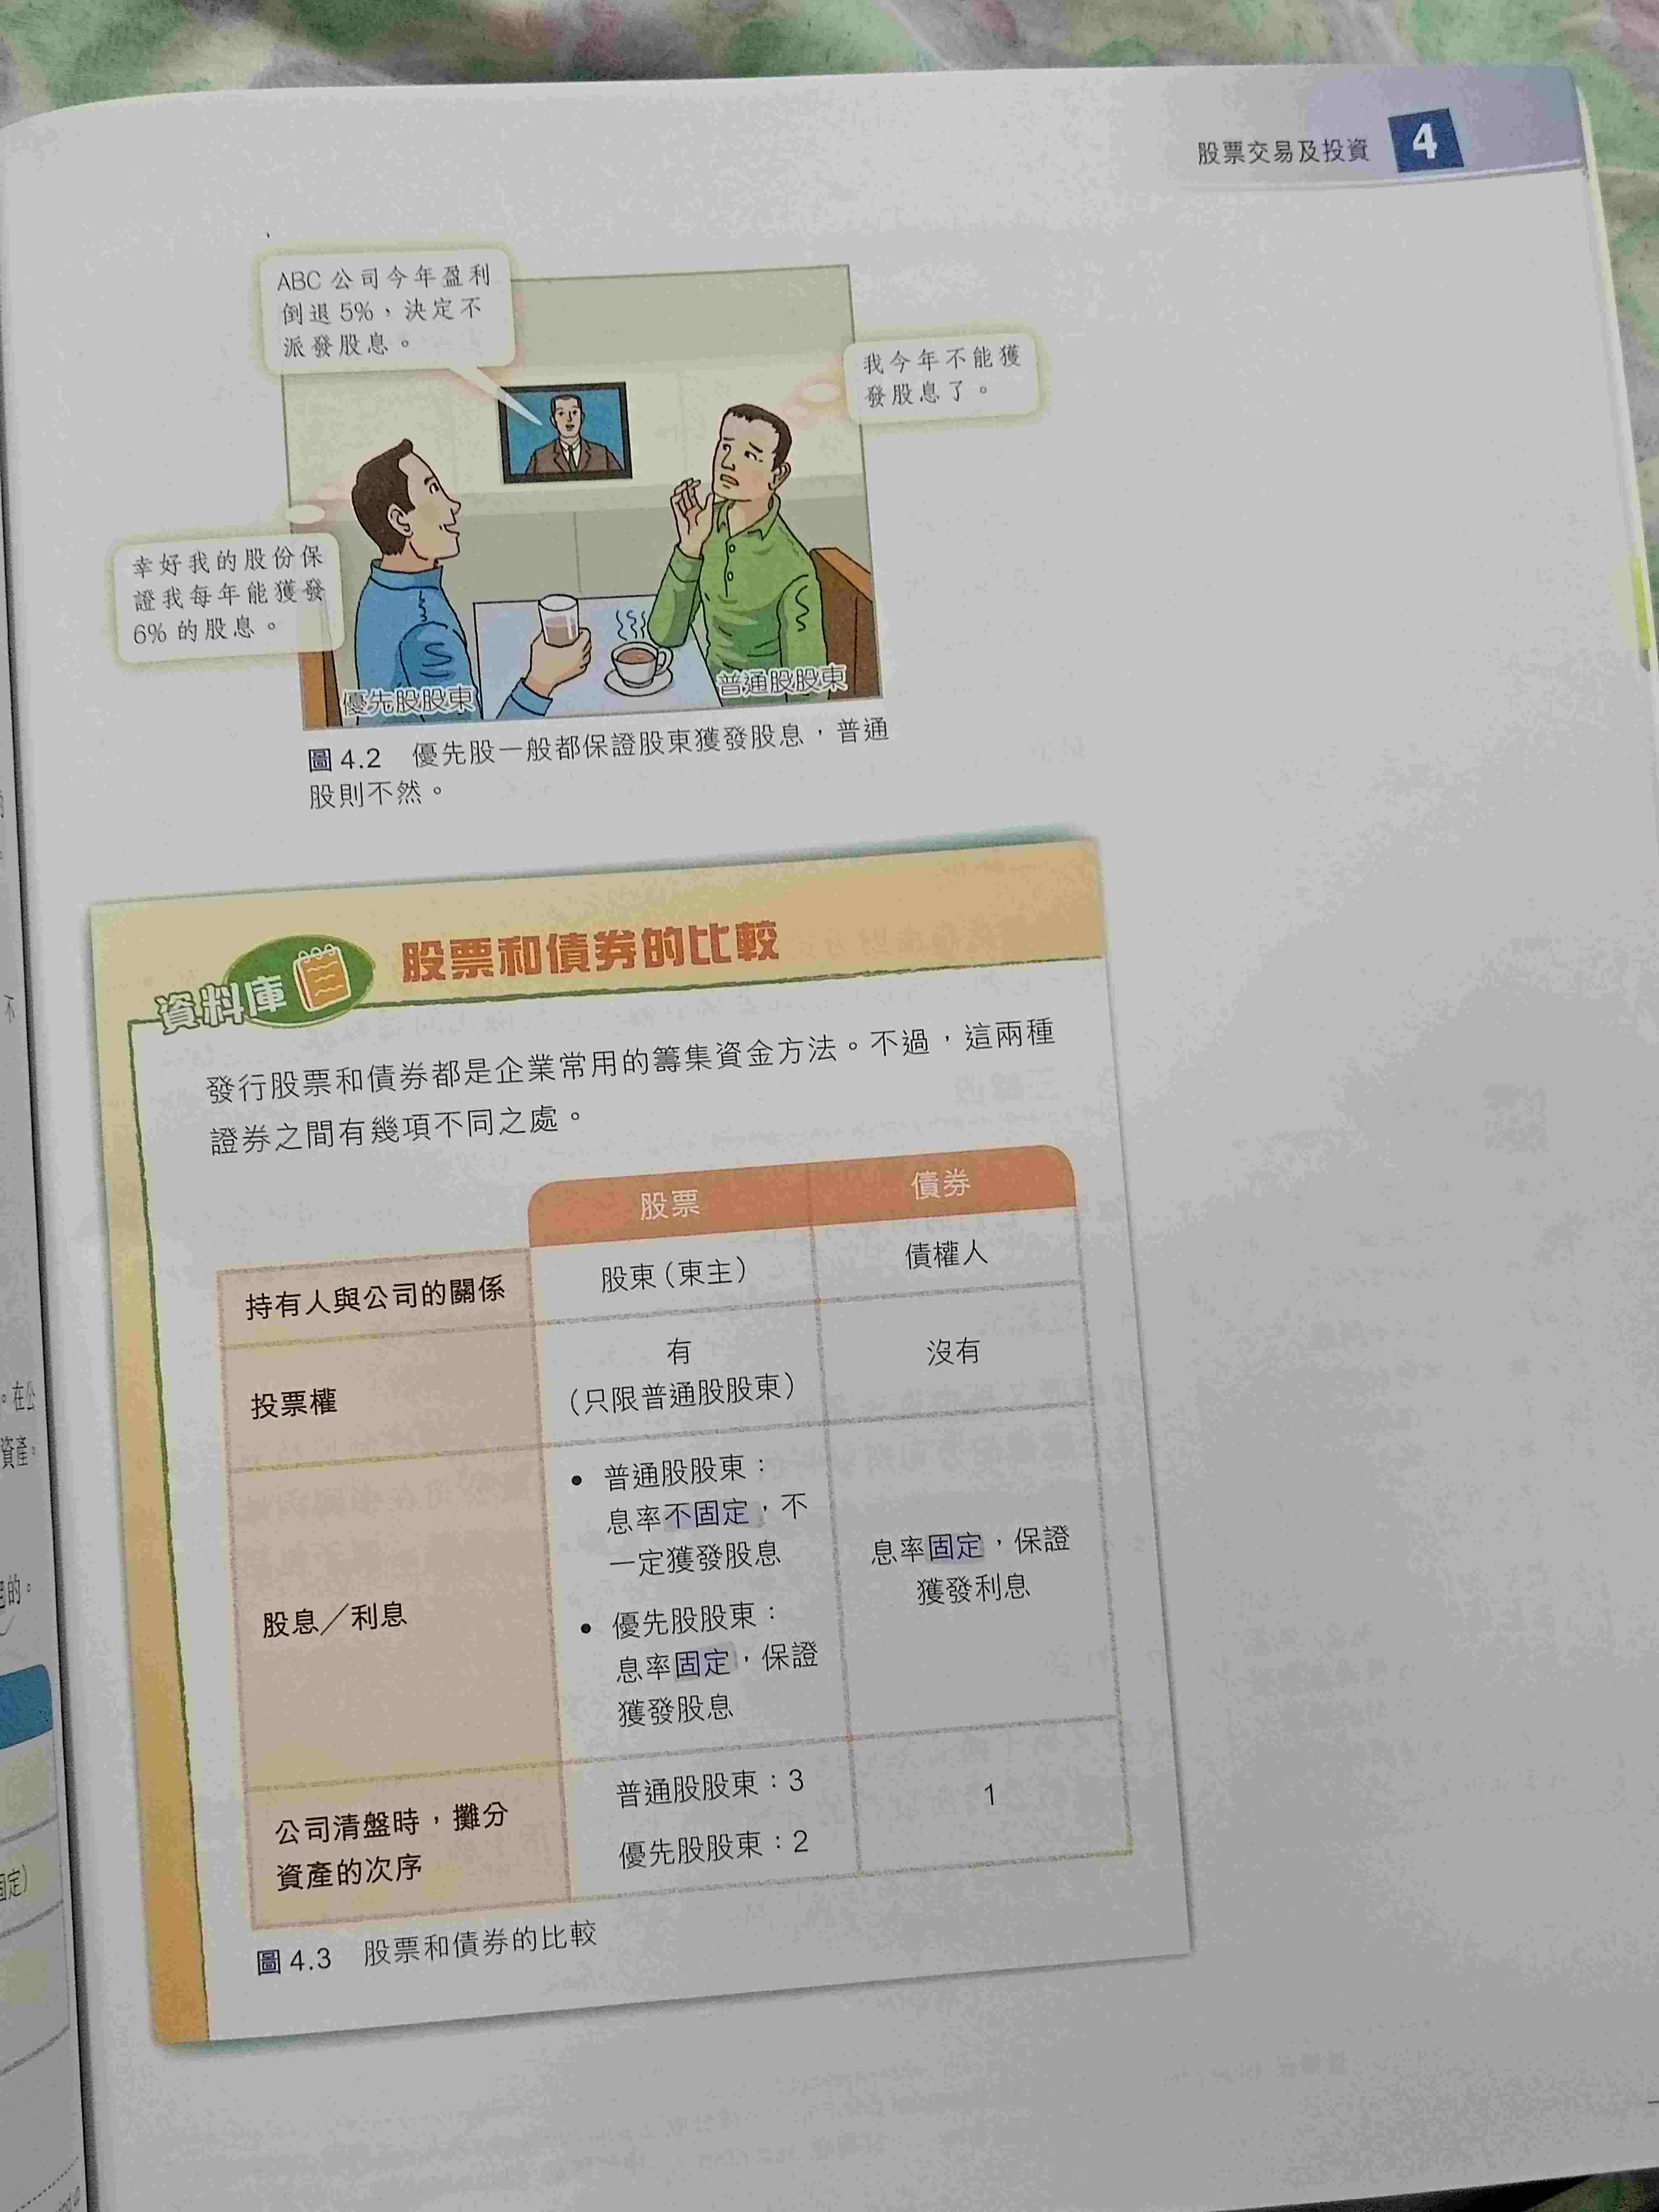 股票交易及投資 4
ABC 公司今年盈利
倒退 5%，決定不
派發股息。
我今年不能獲
發股息了。
幸好我的股份保
證我每年能獲發
6% 的股息。
優先股股東
普通股股東
圖 4.2 優先股一般都保證股東獲發股息，普通
股則不然。
資料庫
股票和債券的比較
發行股票和債券都是企業常用的籌集資金方法。不過，這兩種
證券之間有幾項不同之處。
股票 債券
持有人與公司的關係 股東（東主） 債權人
投票權
有
（只限普通股股東）
沒有
股息／利息
• 普通股股東：
息率不固定，不
一定獲發股息
• 優先股股東：
息率固定，保證
獲發股息
息率固定，保證
獲發利息
公司清盤時，攤分
資產的次序
普通股股東：3
優先股股東：2
1
圖 4.3 股票和債券的比較
不
。在公
資產。
的。
固定）